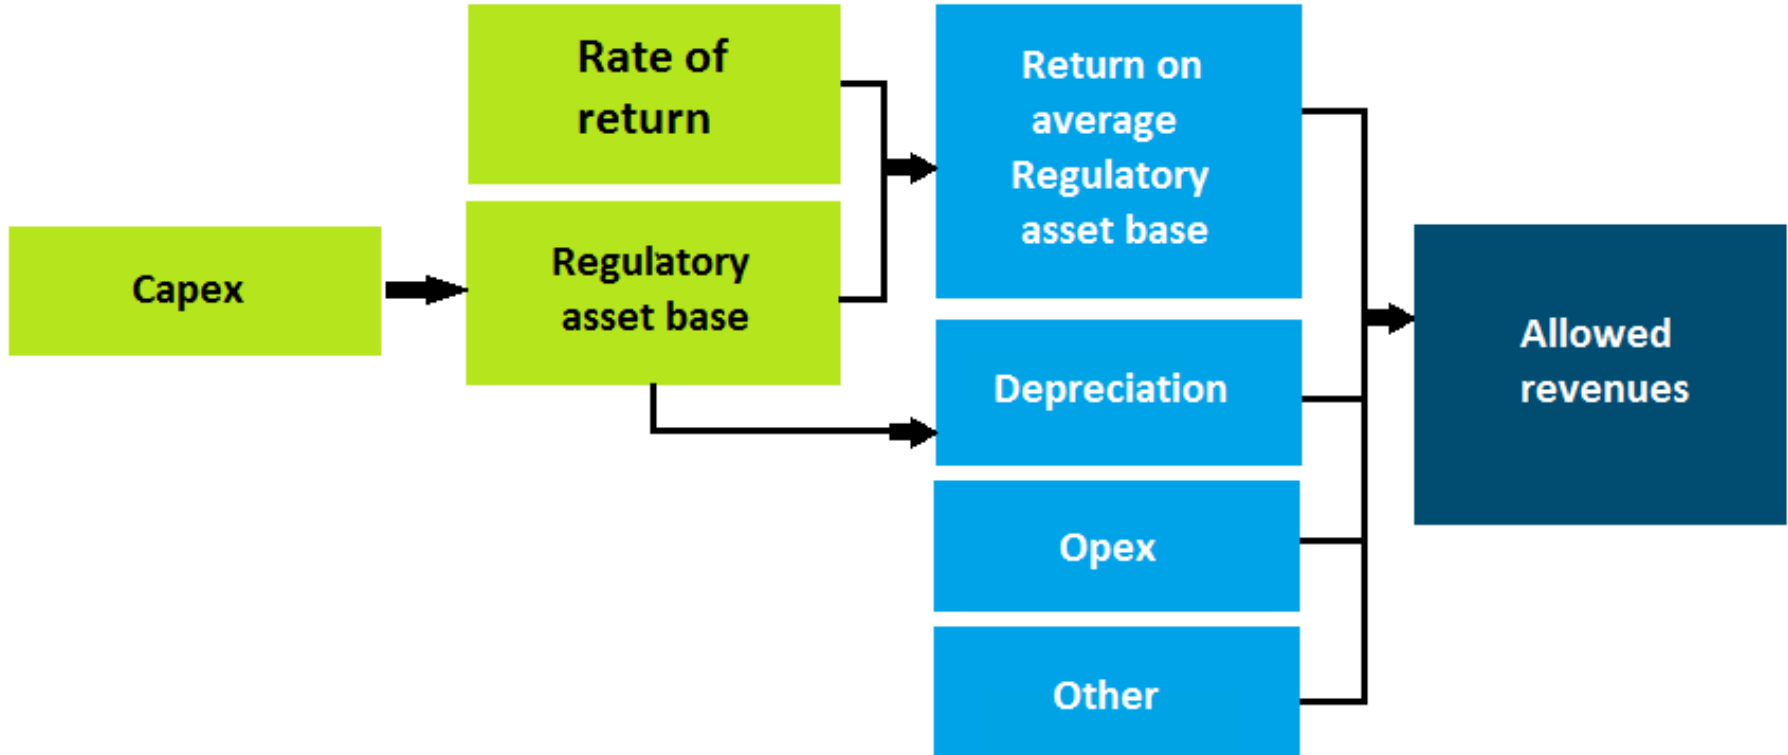 Rate of
return
Return on
average
Regulatory
asset base
Capex
Regulatory
asset base
Depreciation
Allowed
revenues
Opex
Other